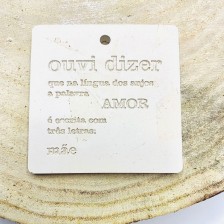 ouvi dizer
que na língua dos anjos
a palavra
AMOR
é escrita com
três letras:
mãe